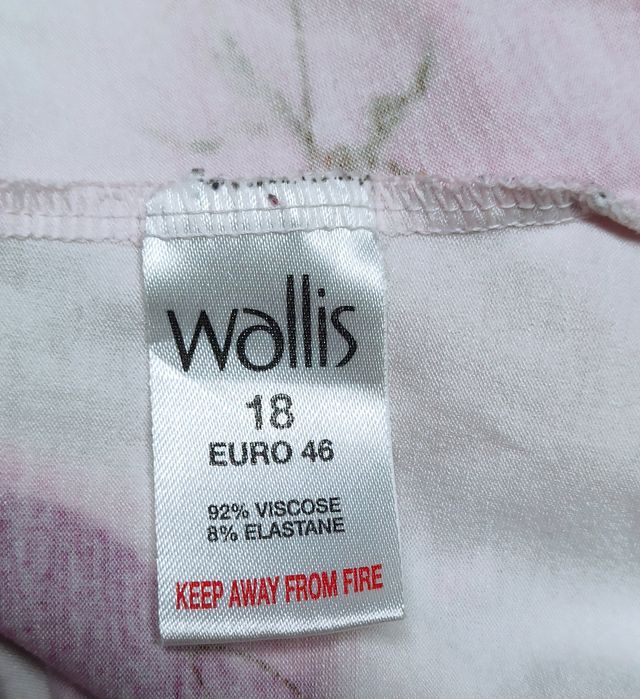 Wallis
18
EURO 46
92% VISCOSE
8% ELASTANE
KEEP AWAY FROM FIRE